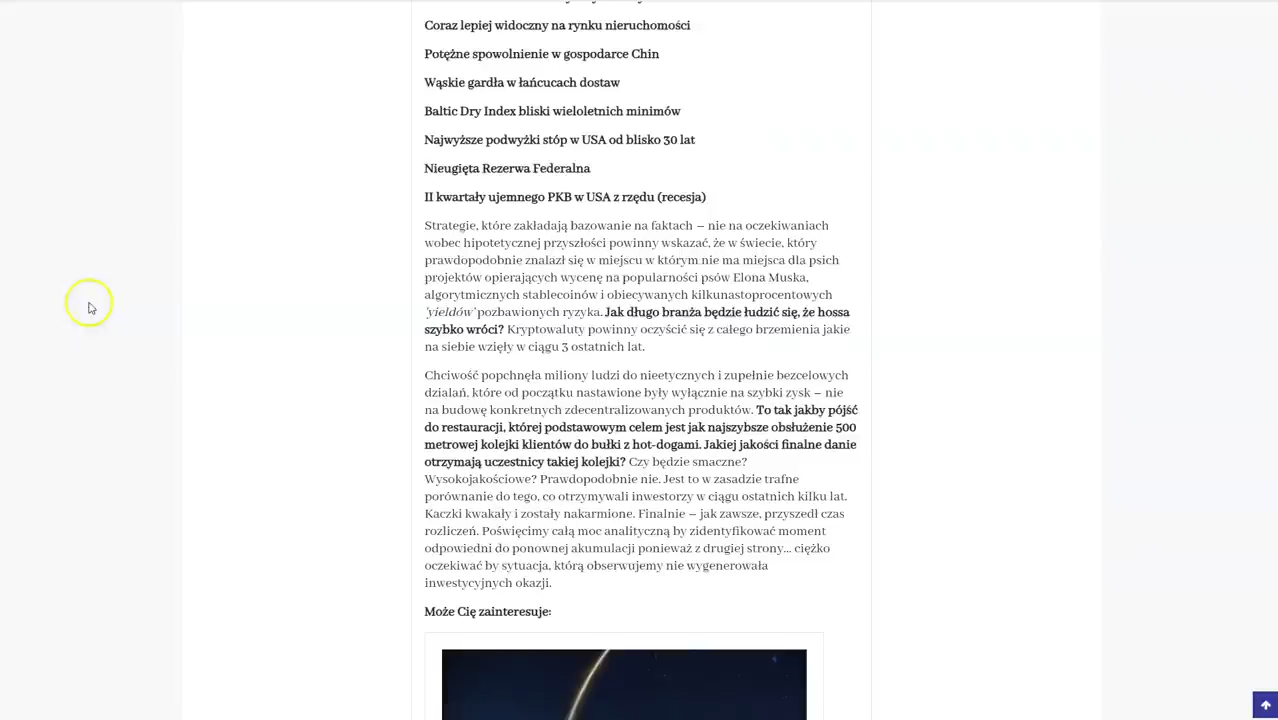 Coraz lepiej widoczny na rynku nieruchomości
Potężne spowolnienie w gospodarce Chin
Wąskie gardła w łańcucach dostaw
Baltic Dry Index bliski wieloletnich minimów
Najwyższe podwyżki stóp w USA od blisko 30 lat
Nieugięta Rezerwa Federalna
II kwartały ujemnego PKB w USA z rzędu (recesja)
Strategie, które zakładają bazowanie na faktach – nie na oczekiwaniach
wobec hipotetycznej przyszłości powinny wskazać, że w świecie, który
prawdopodobnie znalazł się w miejscu w którym nie ma miejsca dla psich
projektów opierających wycenę na popularności psów Elona Muska,
algorytmicznych stablecoinów i obiecywanych kilkunastoprocentowych
'yieldów' pozbawionych ryzyka. Jak długo branża będzie łudzić się, że hossa
szybko wróci? Kryptowaluty powinny oczyścić się z całego brzemienia jakie
na siebie wzięły w ciągu 3 ostatnich lat.
Chciwość popchnęła miliony ludzi do nieetycznych i zupełnie bezcelowych
działań, które od początku nastawione były wyłącznie na szybki zysk – nie
na budowę konkretnych zdecentralizowanych produktów. To tak jakby pójść
do restauracji, której podstawowym celem jest jak najszybsze obsłużenie 500
metrowej kolejki klientów do bułki z hot-dogami. Jakiej jakości finalne danie
otrzymają uczestnicy takiej kolejki? Czy będzie smaczne?
Wysokojakościowe? Prawdopodobnie nie. Jest to w zasadzie trafne
porównanie do tego, co otrzymywali inwestorzy w ciągu ostatnich kilku lat.
Kaczki kwakały i zostały nakarmione. Finalnie – jak zawsze, przyszedł czas
rozliczeń. Poświęcimy całą moc analityczną by zidentyfikować moment
odpowiedni do ponownej akumulacji ponieważ z drugiej strony... ciężko
oczekiwać by sytuacja, którą obserwujemy nie wygenerowała
inwestycyjnych okazji.
Może Cię zainteresuje: